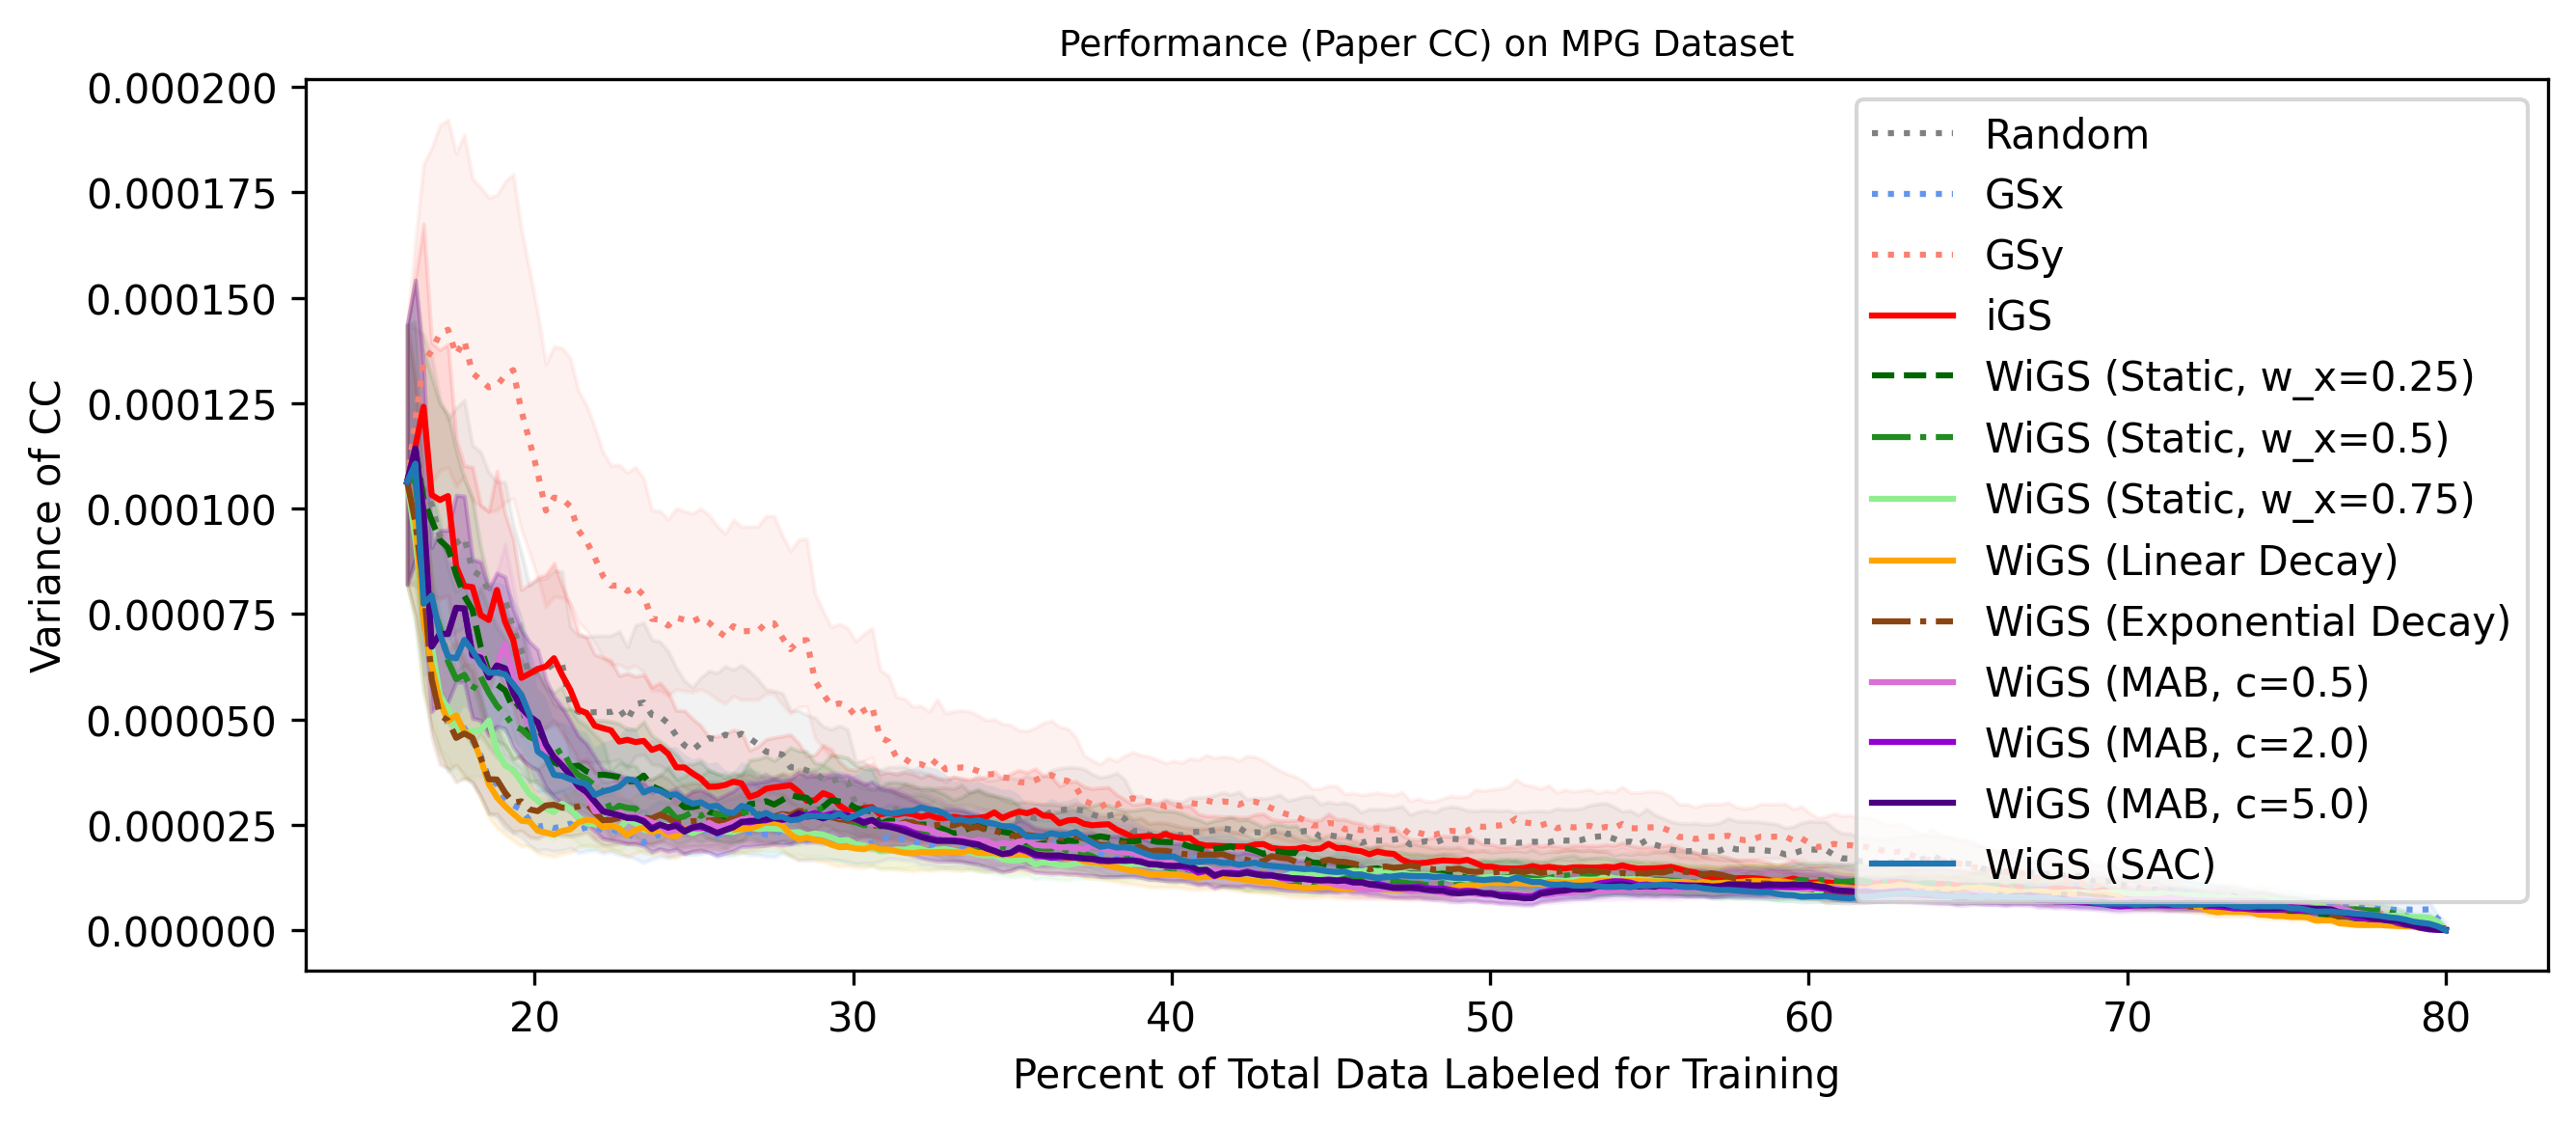 Performance (Paper CC) on MPG Dataset
Variance of CC
0.000200
0.000175
0.000150
0.000125
0.000100
0.000075
0.000050
0.000025
0.000000
Random
GSx
GSy
iGS
WiGS (Static, w_x=0.25)
WiGS (Static, w_x=0.5)
WiGS (Static, w_x=0.75)
WiGS (Linear Decay)
WiGS (Exponential Decay)
WiGS (MAB, c=0.5)
WiGS (MAB, c=2.0)
WiGS (MAB, c=5.0)
WiGS (SAC)
20 30 40 50 60 70 80
Percent of Total Data Labeled for Training